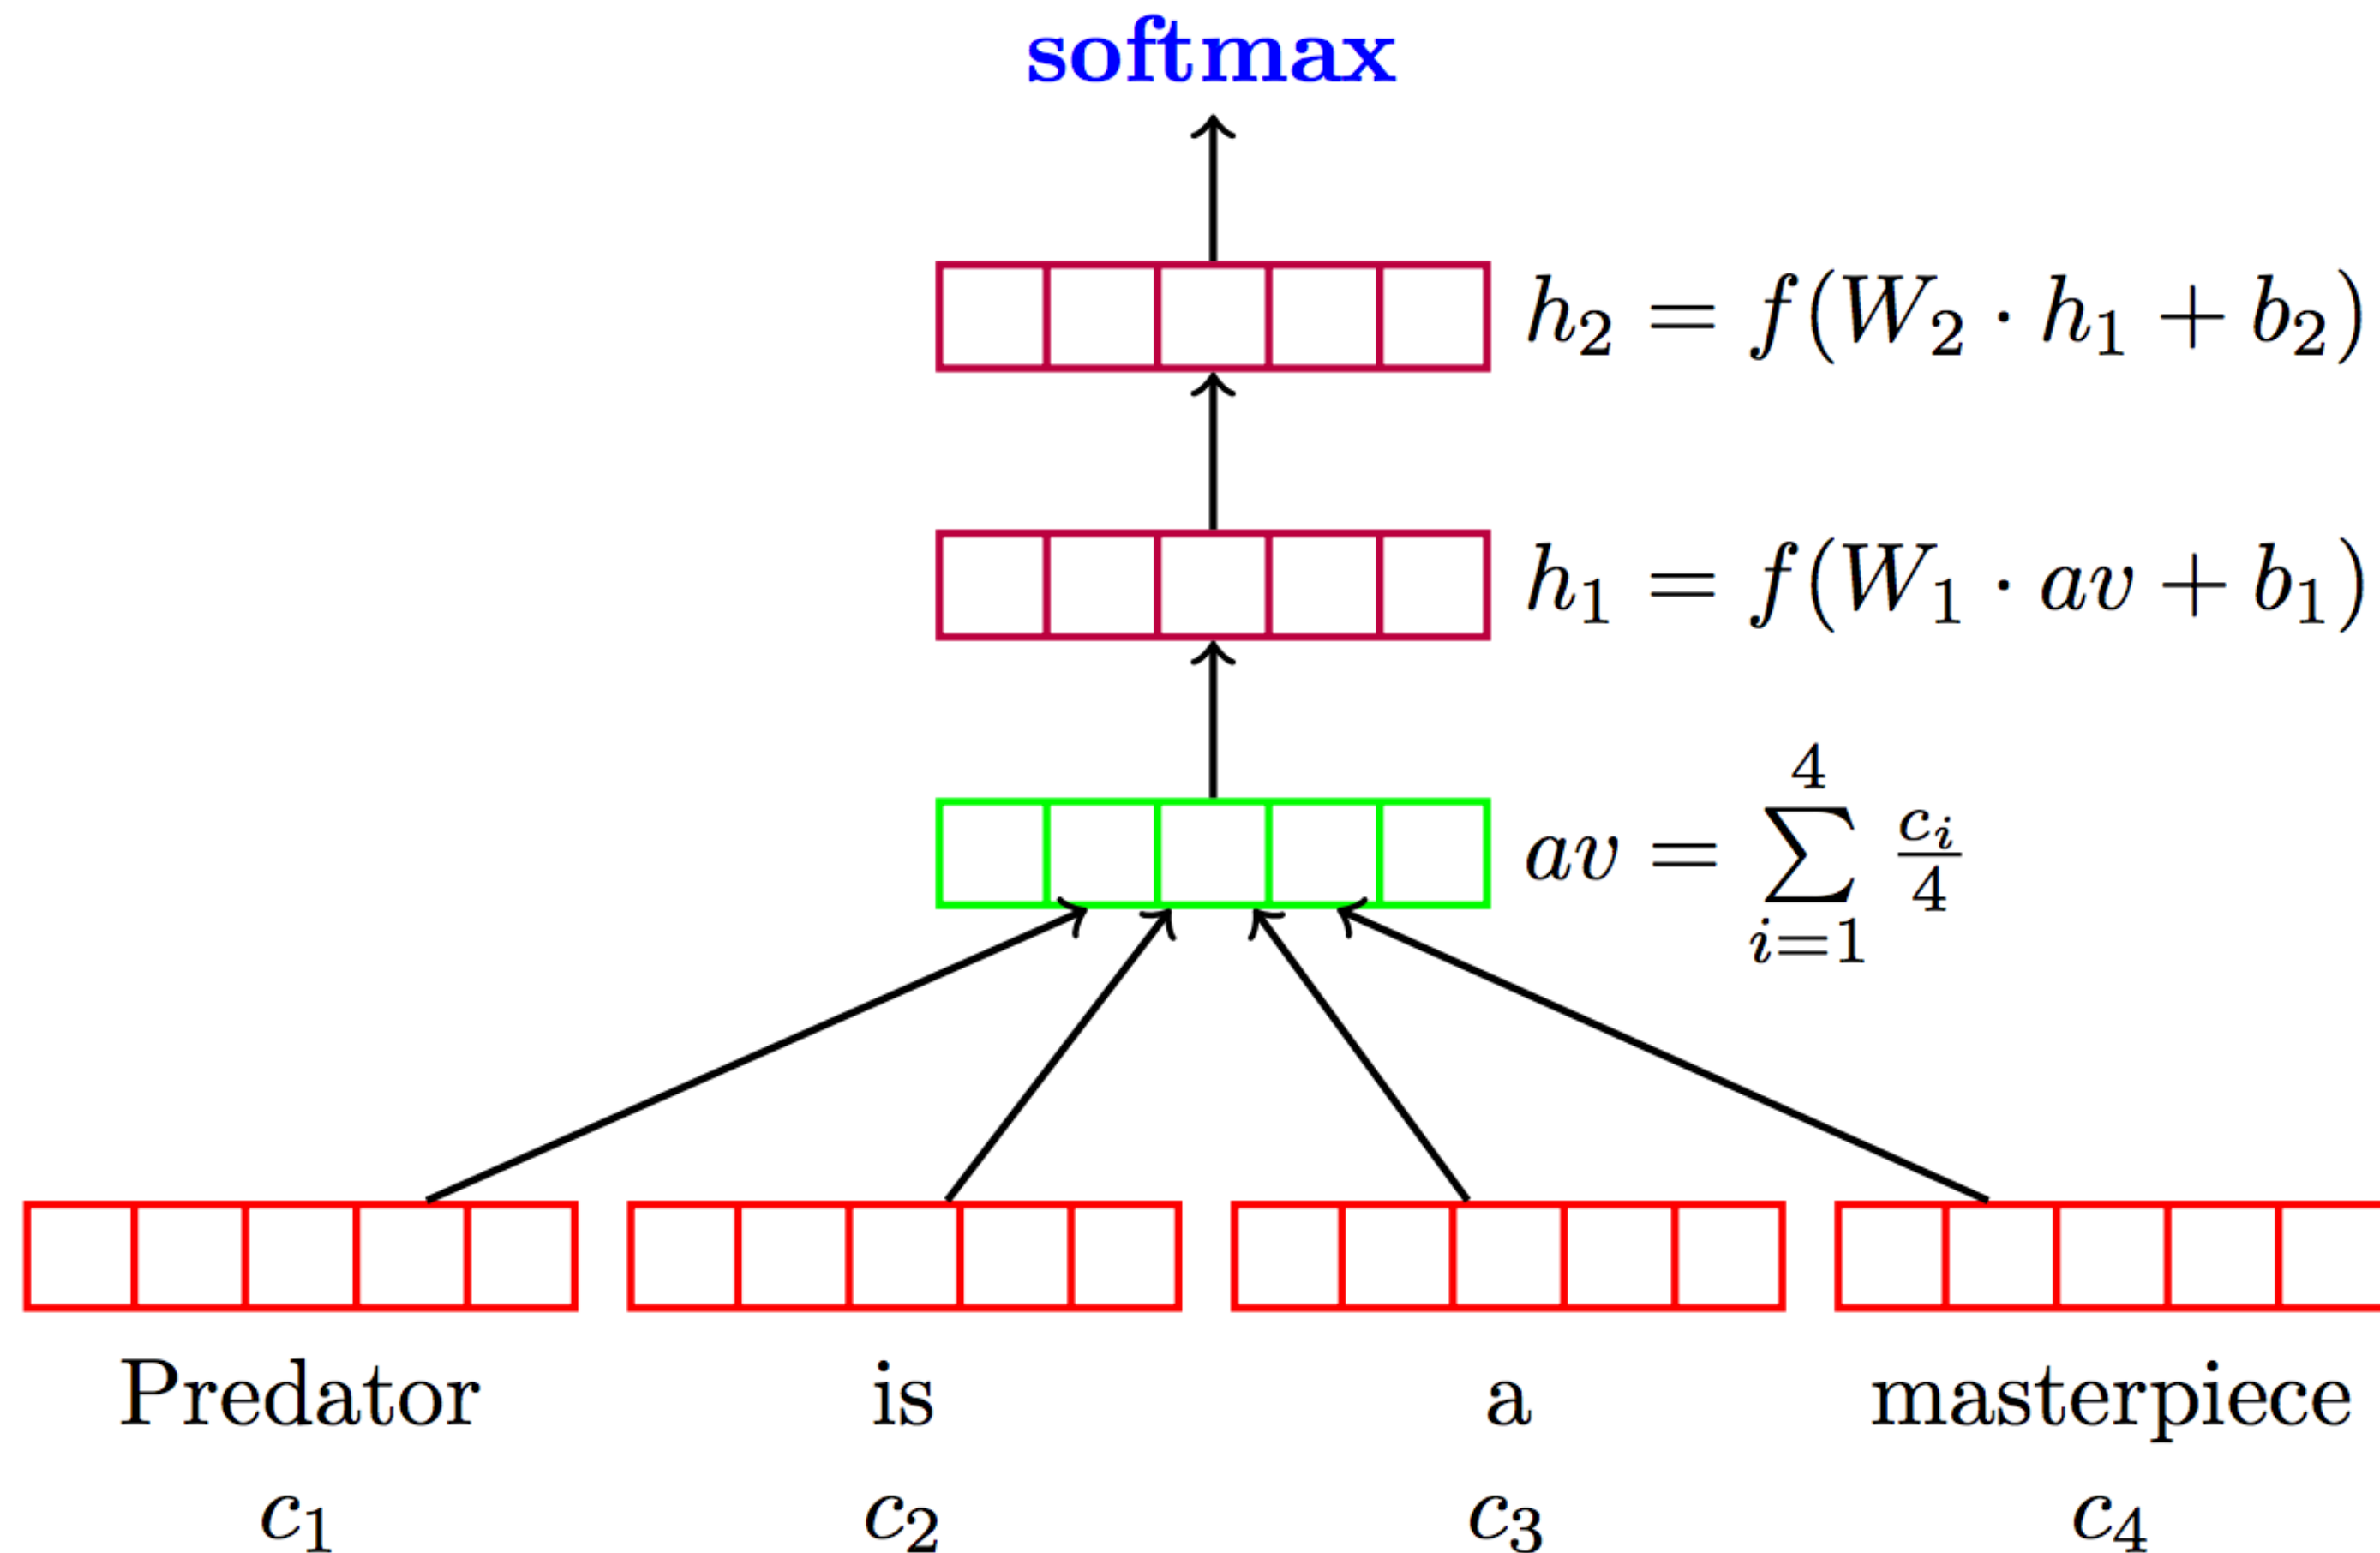 softmax
h₂ = f(W₂ · h₁ + b₂)
h₁ = f(W₁ · av + b₁)
av = ∑_{i=1}^{4} c_i/4
Predator is a masterpiece
c₁ c₂ c₃ c₄